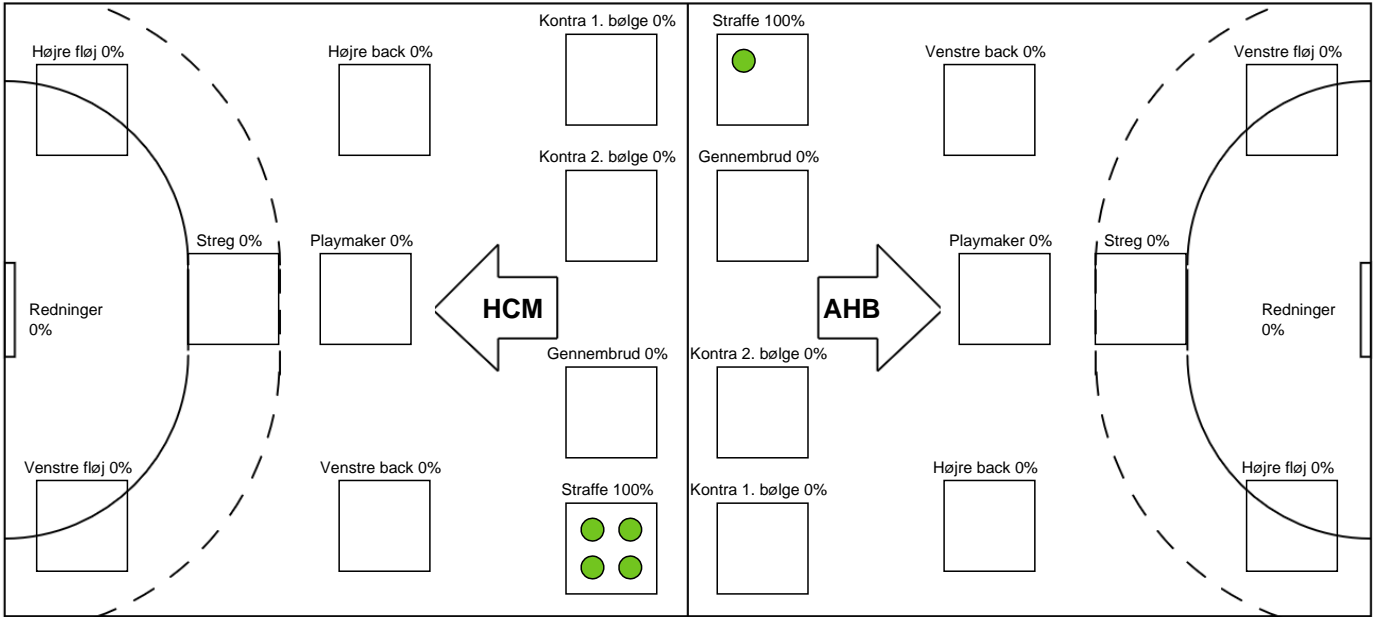 Kontra 1. bølge 0%
Straffe 100%
Højre fløj 0%
Højre back 0%
Venstre back 0%
Venstre fløj 0%
Kontra 2. bølge 0%
Gennembrud 0%
Streg 0%
Playmaker 0%
Playmaker 0%
Streg 0%
Redninger
0%
HCM
AHB
Redninger
0%
Gennembrud 0%
Kontra 2. bølge 0%
Venstre fløj 0%
Venstre back 0%
Højre back 0%
Højre fløj 0%
Straffe 100%
Kontra 1. bølge 0%